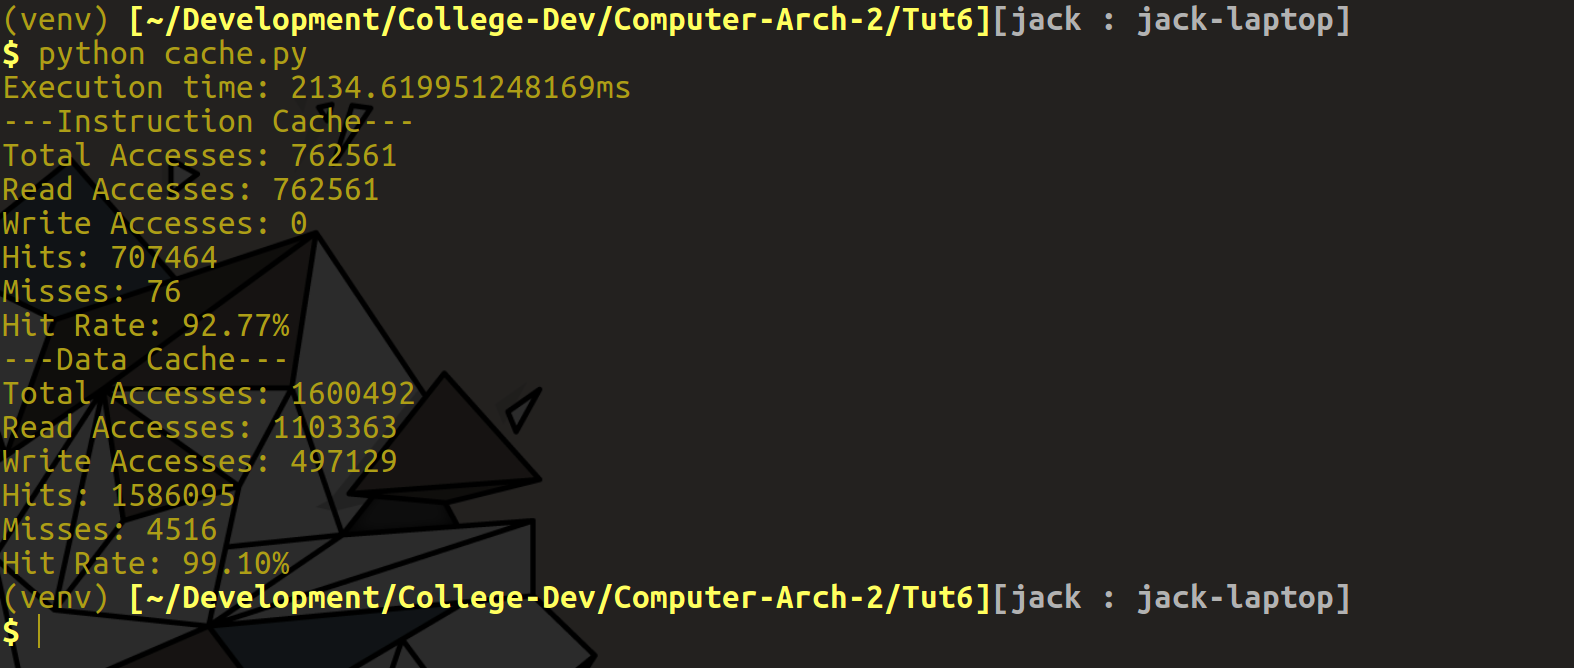 (venv) [~/Development/College-Dev/Computer-Arch-2/Tut6][jack : jack-laptop]
$ python cache.py
Execution time: 2134.619951248169ms
---Instruction Cache---
Total Accesses: 762561
Read Accesses: 762561
Write Accesses: 0
Hits: 707464
Misses: 76
Hit Rate: 92.77%
---Data Cache---
Total Accesses: 1600492
Read Accesses: 1103363
Write Accesses: 497129
Hits: 1586095
Misses: 4516
Hit Rate: 99.10%
(venv) [~/Development/College-Dev/Computer-Arch-2/Tut6][jack : jack-laptop]
$